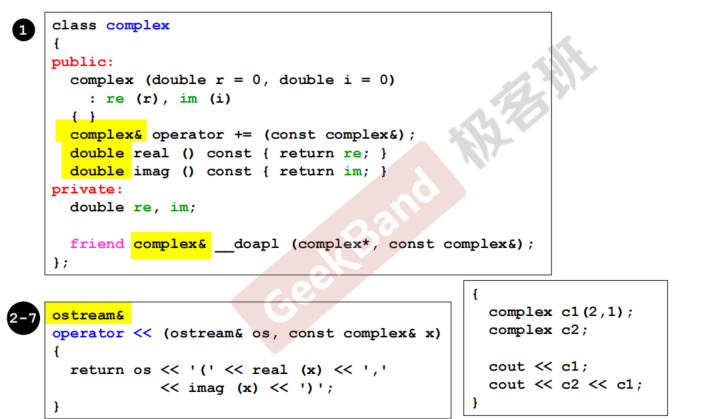 1
class complex
{
public:
  complex (double r = 0, double i = 0)
    : re (r), im (i)
  { }
  complex& operator += (const complex&);
  double real () const { return re; }
  double imag () const { return im; }
private:
  double re, im;

  friend complex& __doapl (complex*, const complex&);
};
GeekBand 极客班
2-7
ostream&
operator << (ostream& os, const complex& x)
{
  return os << '(' << real (x) << ','
            << imag (x) << ')';
}
{
  complex c1(2,1);
  complex c2;

  cout << c1;
  cout << c2 << c1;
}